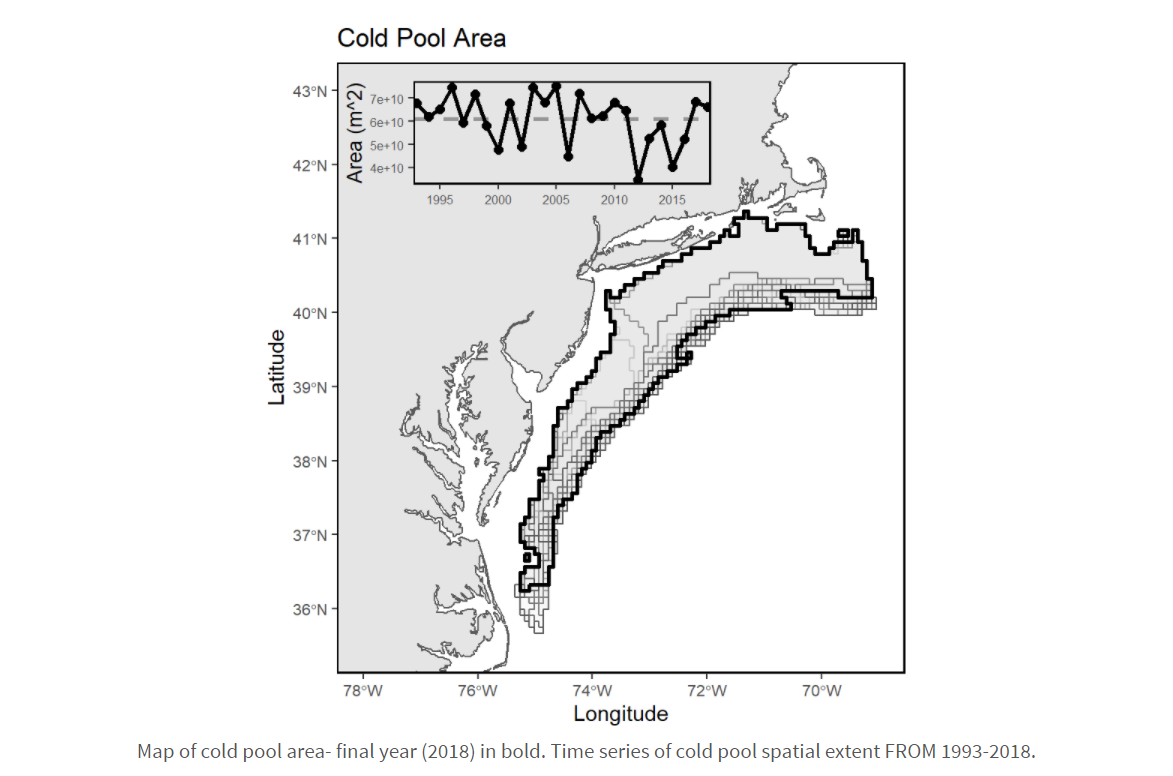 Cold Pool Area
43°N
42°N
41°N
40°N
39°N
38°N
37°N
36°N
Latitude
Area (m^2)
7e+10
6e+10
5e+10
4e+10
1995 2000 2005 2010 2015
78°W 76°W 74°W 72°W 70°W
Longitude
Map of cold pool area- final year (2018) in bold. Time series of cold pool spatial extent FROM 1993-2018.